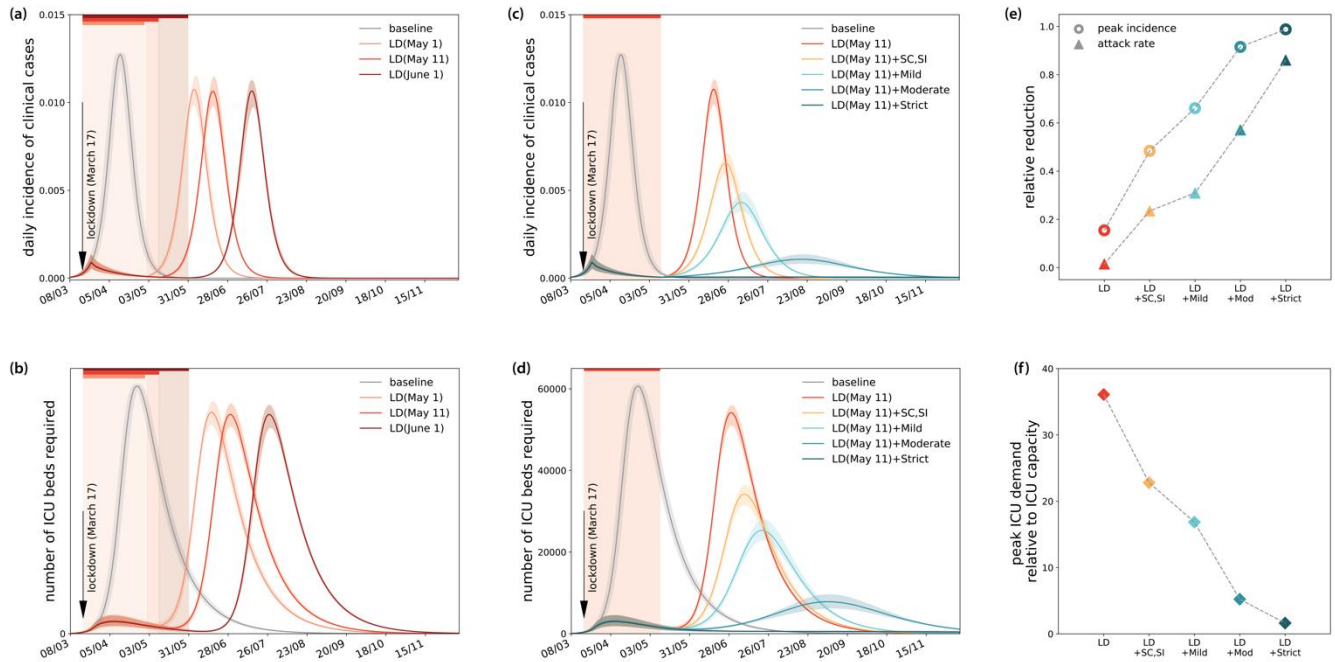 (a)
0.015
0.010
0.005
0.000
daily incidence of clinical cases
lockdown (March 17)
baseline
LD(May 1)
LD(May 11)
LD(June 1)
08/03
05/04
03/05
31/05
28/06
26/07
23/08
20/09
18/10
15/11
(c)
0.015
0.010
0.005
0.000
daily incidence of clinical cases
lockdown (March 17)
baseline
LD(May 11)
LD(May 11)+SC,SI
LD(May 11)+Mild
LD(May 11)+Moderate
LD(May 11)+Strict
08/03
05/04
03/05
31/05
28/06
26/07
23/08
20/09
18/10
15/11
(e)
1.0
0.8
0.6
0.4
0.2
0.0
relative reduction
peak incidence
attack rate
LD
LD
+SC,SI
LD
+Mild
LD
+Mod
LD
+Strict
(b)
number of ICU beds required
0
lockdown (March 17)
baseline
LD(May 1)
LD(May 11)
LD(June 1)
08/03
05/04
03/05
31/05
28/06
26/07
23/08
20/09
18/10
15/11
(d)
60000
40000
20000
0
number of ICU beds required
lockdown (March 17)
baseline
LD(May 11)
LD(May 11)+SC,SI
LD(May 11)+Mild
LD(May 11)+Moderate
LD(May 11)+Strict
08/03
05/04
03/05
31/05
28/06
26/07
23/08
20/09
18/10
15/11
(f)
40
30
20
10
0
peak ICU demand
relative to ICU capacity
LD
LD
+SC,SI
LD
+Mild
LD
+Mod
LD
+Strict